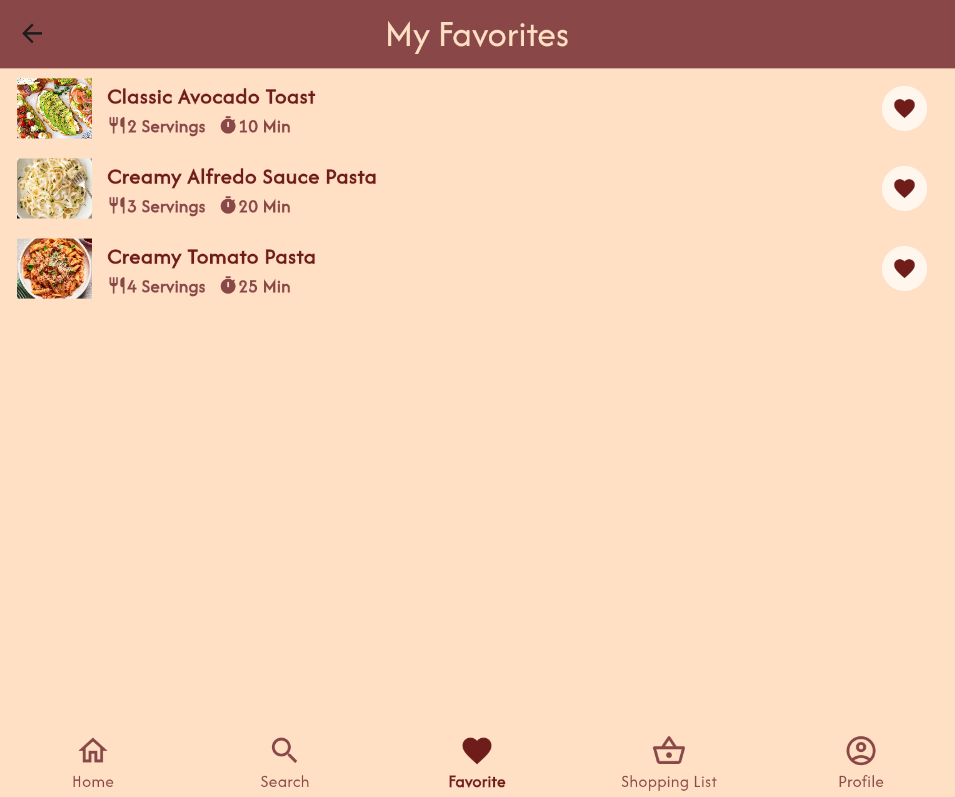 My Favorites
Classic Avocado Toast
2 Servings 10 Min
Creamy Alfredo Sauce Pasta
3 Servings 20 Min
Creamy Tomato Pasta
4 Servings 25 Min
Home Search Favorite Shopping List Profile